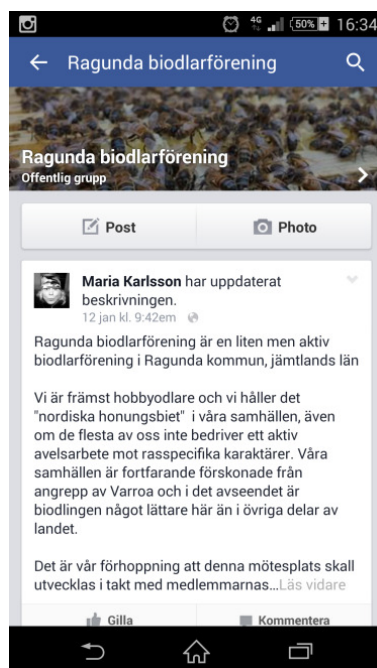 4G 50% 16:34
Ragunda biodlarförening
Ragunda biodlarförening
Offentlig grupp
Post Photo
Maria Karlsson har uppdaterat
beskrivningen.
12 jan kl. 9:42em
Ragunda biodlarförening är en liten men aktiv
biodlarförening i Ragunda kommun, jämtlands län
Vi är främst hobbyodlare och vi håller det
"nordiska honungsbiet" i våra samhällen, även
om de flesta av oss inte bedriver ett aktiv
avelsarbete mot rasspecifika karaktärer. Våra
samhällen är fortfarande förskonade från
angrepp av Varroa och i det avseendet är
biodlingen något lättare här än i övriga delar av
landet.
Det är vår förhoppning att denna mötesplats skall
utvecklas i takt med medlemmarnas...Läs vidare
Gilla Kommentera